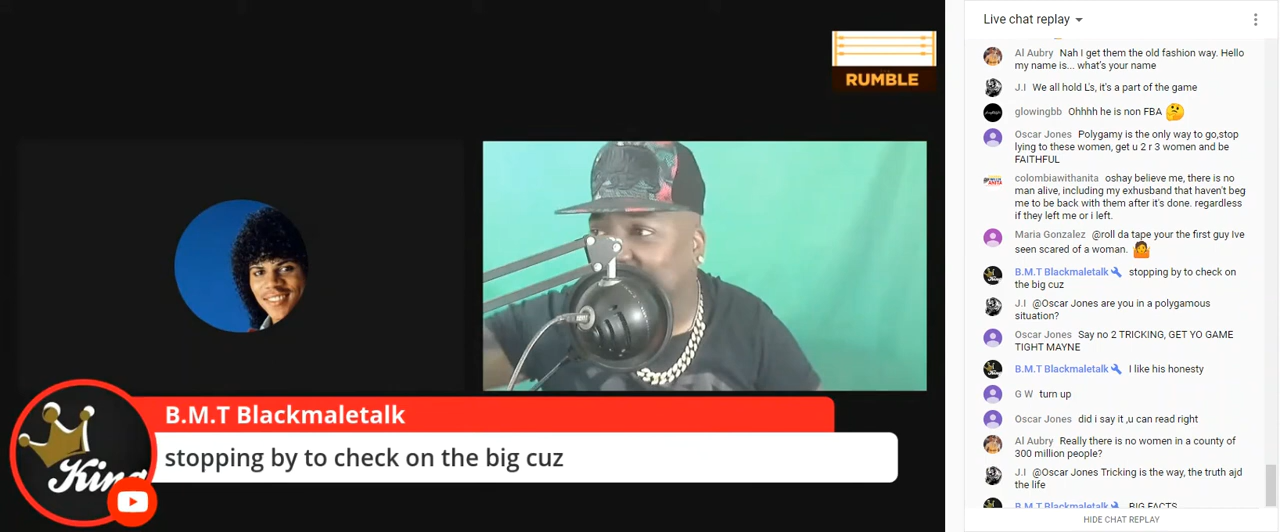 RUMBLE
B.M.T Blackmaletalk
stopping by to check on the big cuz
King
Live chat replay
Al Aubry Nah I get them the old fashion way. Hello
my name is... what's your name
J.I We all hold L's, it's a part of the game
glowingbb Ohhhh he is non FBA 🤔
Oscar Jones Polygamy is the only way to go,stop
lying to these women, get u 2 r 3 women and be
FAITHFUL
colombiawithanita oshay believe me, there is no
man alive, including my exhusband that haven't beg
me to be back with them after it's done. regardless
if they left me or i left.
Maria Gonzalez @roll da tape your the first guy Ive
seen scared of a woman. 🤷
B.M.T Blackmaletalk stopping by to check on
the big cuz
J.I @Oscar Jones are you in a polygamous
situation?
Oscar Jones Say no 2 TRICKING, GET YO GAME
TIGHT MAYNE
B.M.T Blackmaletalk I like his honesty
G W turn up
Oscar Jones did i say it ,u can read right
Al Aubry Really there is no women in a county of
300 million people?
J.I @Oscar Jones Tricking is the way, the truth ajd
the life
B.M.T Blackmaletalk BIG FACTS
HIDE CHAT REPLAY